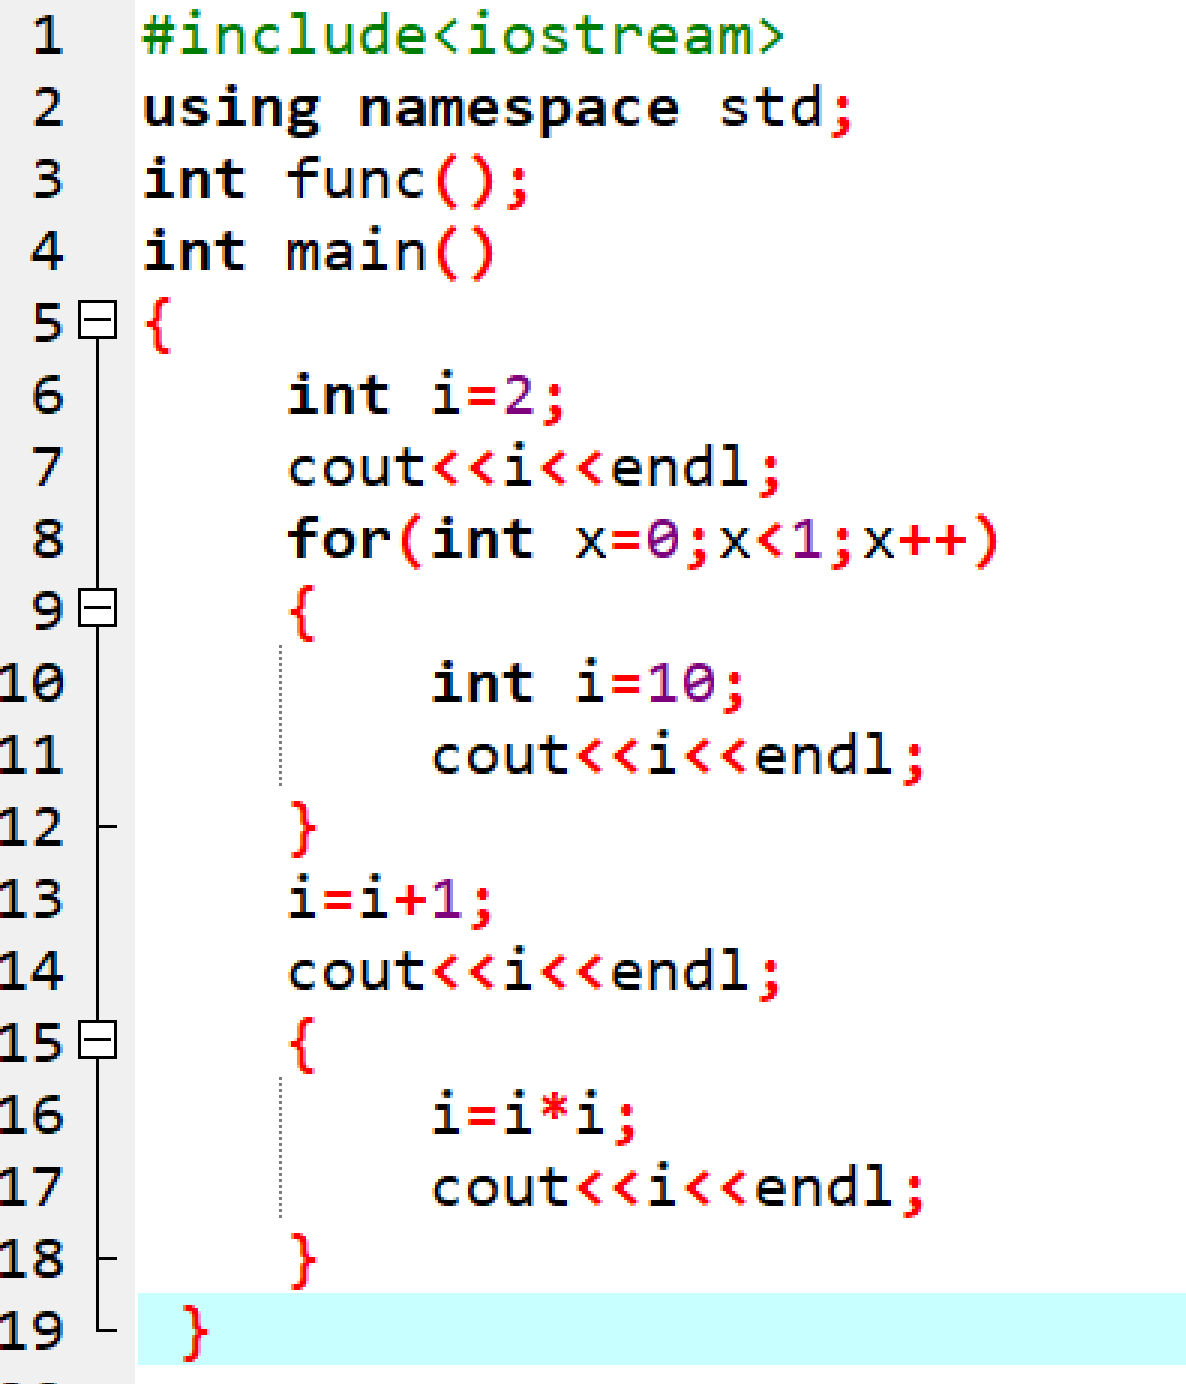 1 #include<iostream>
2 using namespace std;
3 int func();
4 int main()
5 {
6 int i=2;
7 cout<<i<<endl;
8 for(int x=0;x<1;x++)
9 {
10 int i=10;
11 cout<<i<<endl;
12 }
13 i=i+1;
14 cout<<i<<endl;
15 {
16 i=i*i;
17 cout<<i<<endl;
18 }
19 }